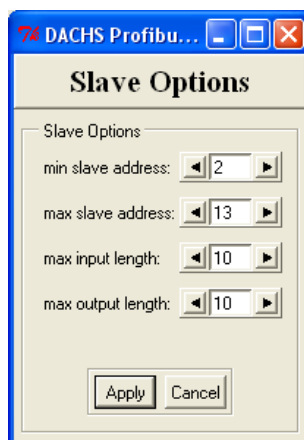 DACHS Profibu...
Slave Options
Slave Options
min slave address: 2
max slave address: 13
max input length: 10
max output length: 10
Apply Cancel